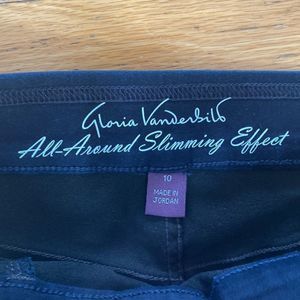 Gloria Vanderbilt
All-Around Slimming Effect
10
MADE IN
JORDAN